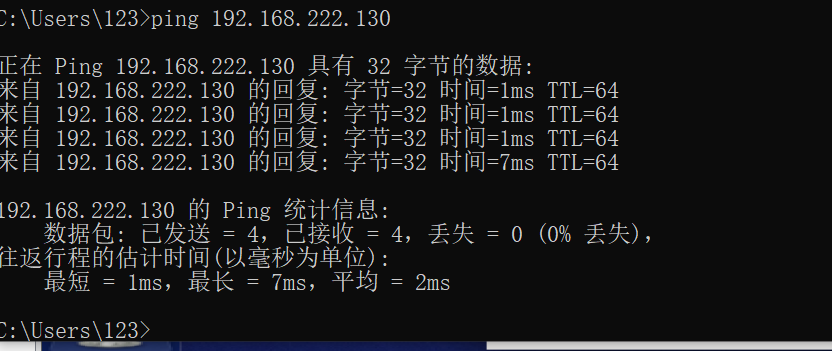 C:\Users\123>ping 192.168.222.130
正在 Ping 192.168.222.130 具有 32 字节的数据:
来自 192.168.222.130 的回复: 字节=32 时间=1ms TTL=64
来自 192.168.222.130 的回复: 字节=32 时间=1ms TTL=64
来自 192.168.222.130 的回复: 字节=32 时间=1ms TTL=64
来自 192.168.222.130 的回复: 字节=32 时间=7ms TTL=64
192.168.222.130 的 Ping 统计信息:
数据包: 已发送 = 4，已接收 = 4，丢失 = 0 (0% 丢失)，
往返行程的估计时间(以毫秒为单位):
最短 = 1ms，最长 = 7ms，平均 = 2ms
C:\Users\123>